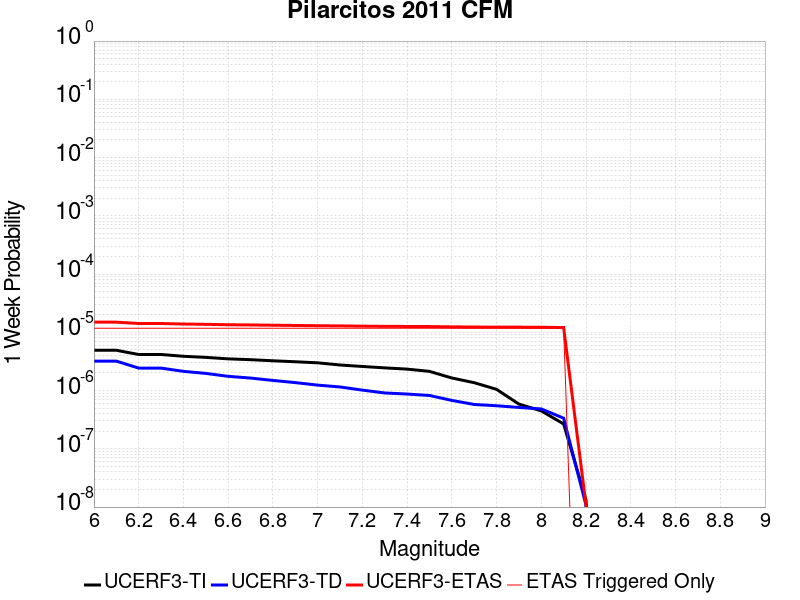 Pilarcitos 2011 CFM
10^0
10^-1
10^-2
10^-3
10^-4
10^-5
10^-6
10^-7
10^-8
1 Week Probability
6 6.2 6.4 6.6 6.8 7 7.2 7.4 7.6 7.8 8 8.2 8.4 8.6 8.8 9
Magnitude
UCERF3-TI UCERF3-TD UCERF3-ETAS ETAS Triggered Only